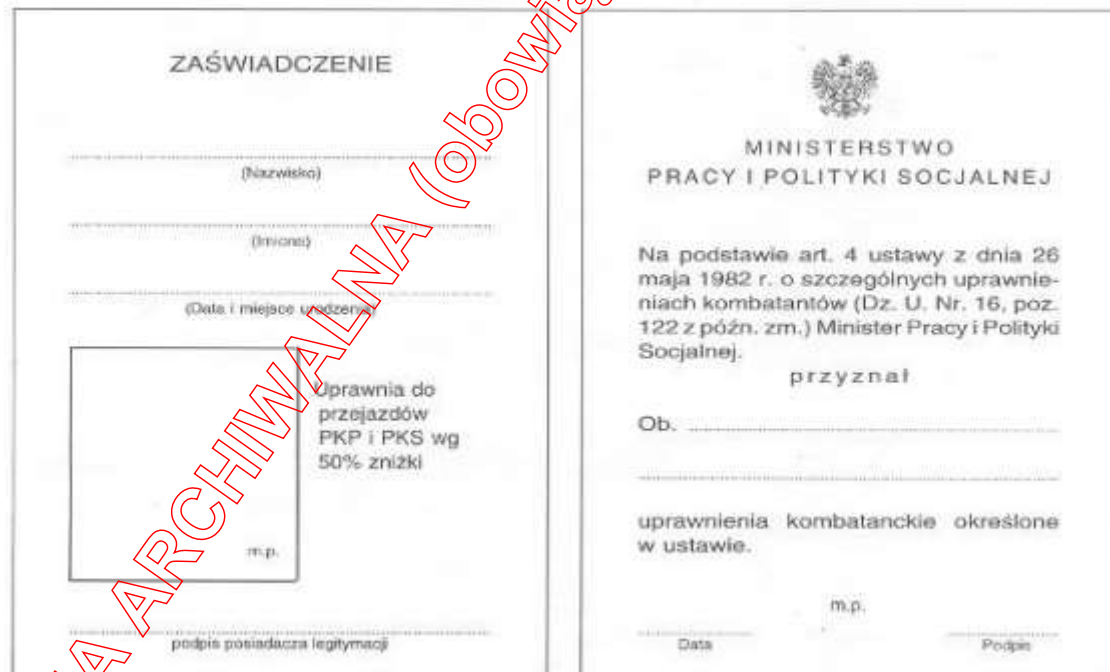 ZAŚWIADCZENIE
(Nazwisko)
(Imiona)
(Data i miejsce urodzenia)
Uprawnia do
przejazdów
PKP i PKS wg
50% zniżki
m.p.
podpis posiadacza legitymacji
MINISTERSTWO
PRACY I POLITYKI SOCJALNEJ
Na podstawie art. 4 ustawy z dnia 26
maja 1982 r. o szczególnych uprawnie-
niach kombatantów (Dz. U. Nr. 16, poz.
122 z późn. zm.) Minister Pracy i Polityki
Socjalnej.
przyznał
Ob.
uprawnienia kombatanckie określone
w ustawie.
m.p.
Data Podpis
A ARCHIWALNA (obowią